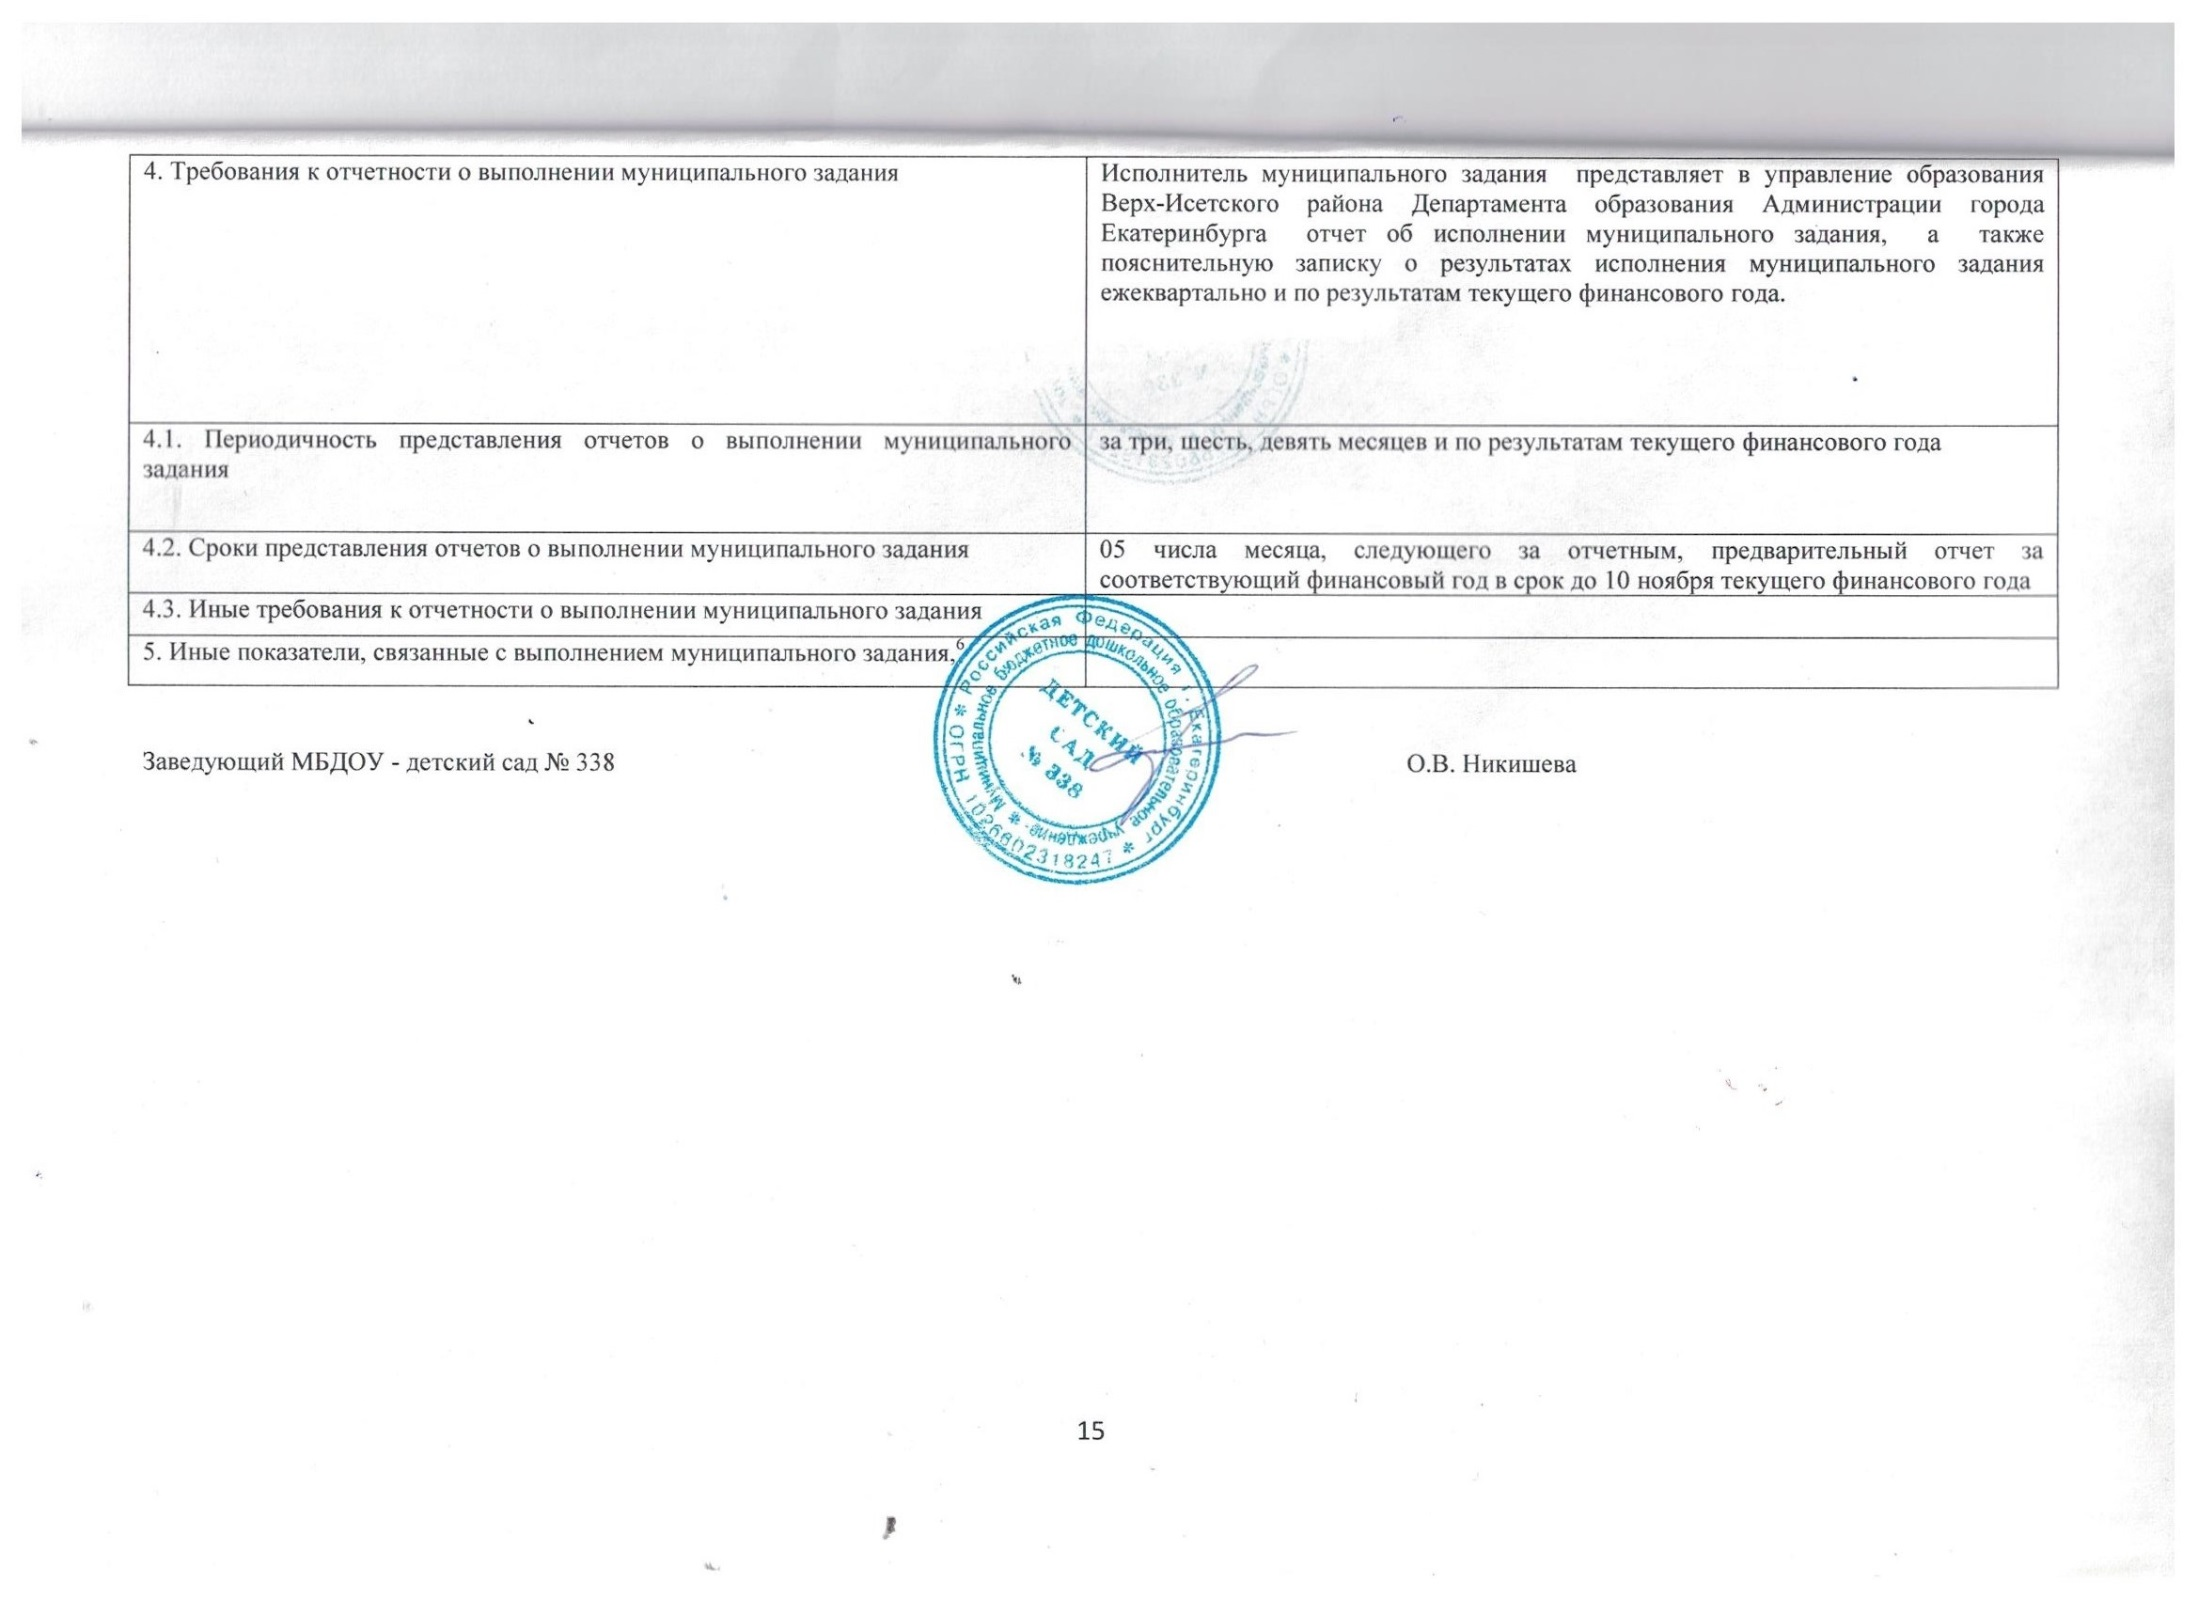 4. Требования к отчетности о выполнении муниципального задания
Исполнитель муниципального задания представляет в управление образования
Верх-Исетского района Департамента образования Администрации города
Екатеринбурга отчет об исполнении муниципального задания, а также
пояснительную записку о результатах исполнения муниципального задания
ежеквартально и по результатам текущего финансового года.
4.1. Периодичность представления отчетов о выполнении муниципального
задания
за три, шесть, девять месяцев и по результатам текущего финансового года
4.2. Сроки представления отчетов о выполнении муниципального задания
05 числа месяца, следующего за отчетным, предварительный отчет за
соответствующий финансовый год в срок до 10 ноября текущего финансового года
4.3. Иные требования к отчетности о выполнении муниципального задания
5. Иные показатели, связанные с выполнением муниципального задания,6
Заведующий МБДОУ - детский сад № 338
О.В. Никишева
* Российская Федерация г. Екатеринбург * ОГРН 1026602318247
* Муниципальное бюджетное дошкольное образовательное учреждение
ДЕТСКИЙ
САД
№ 338
15